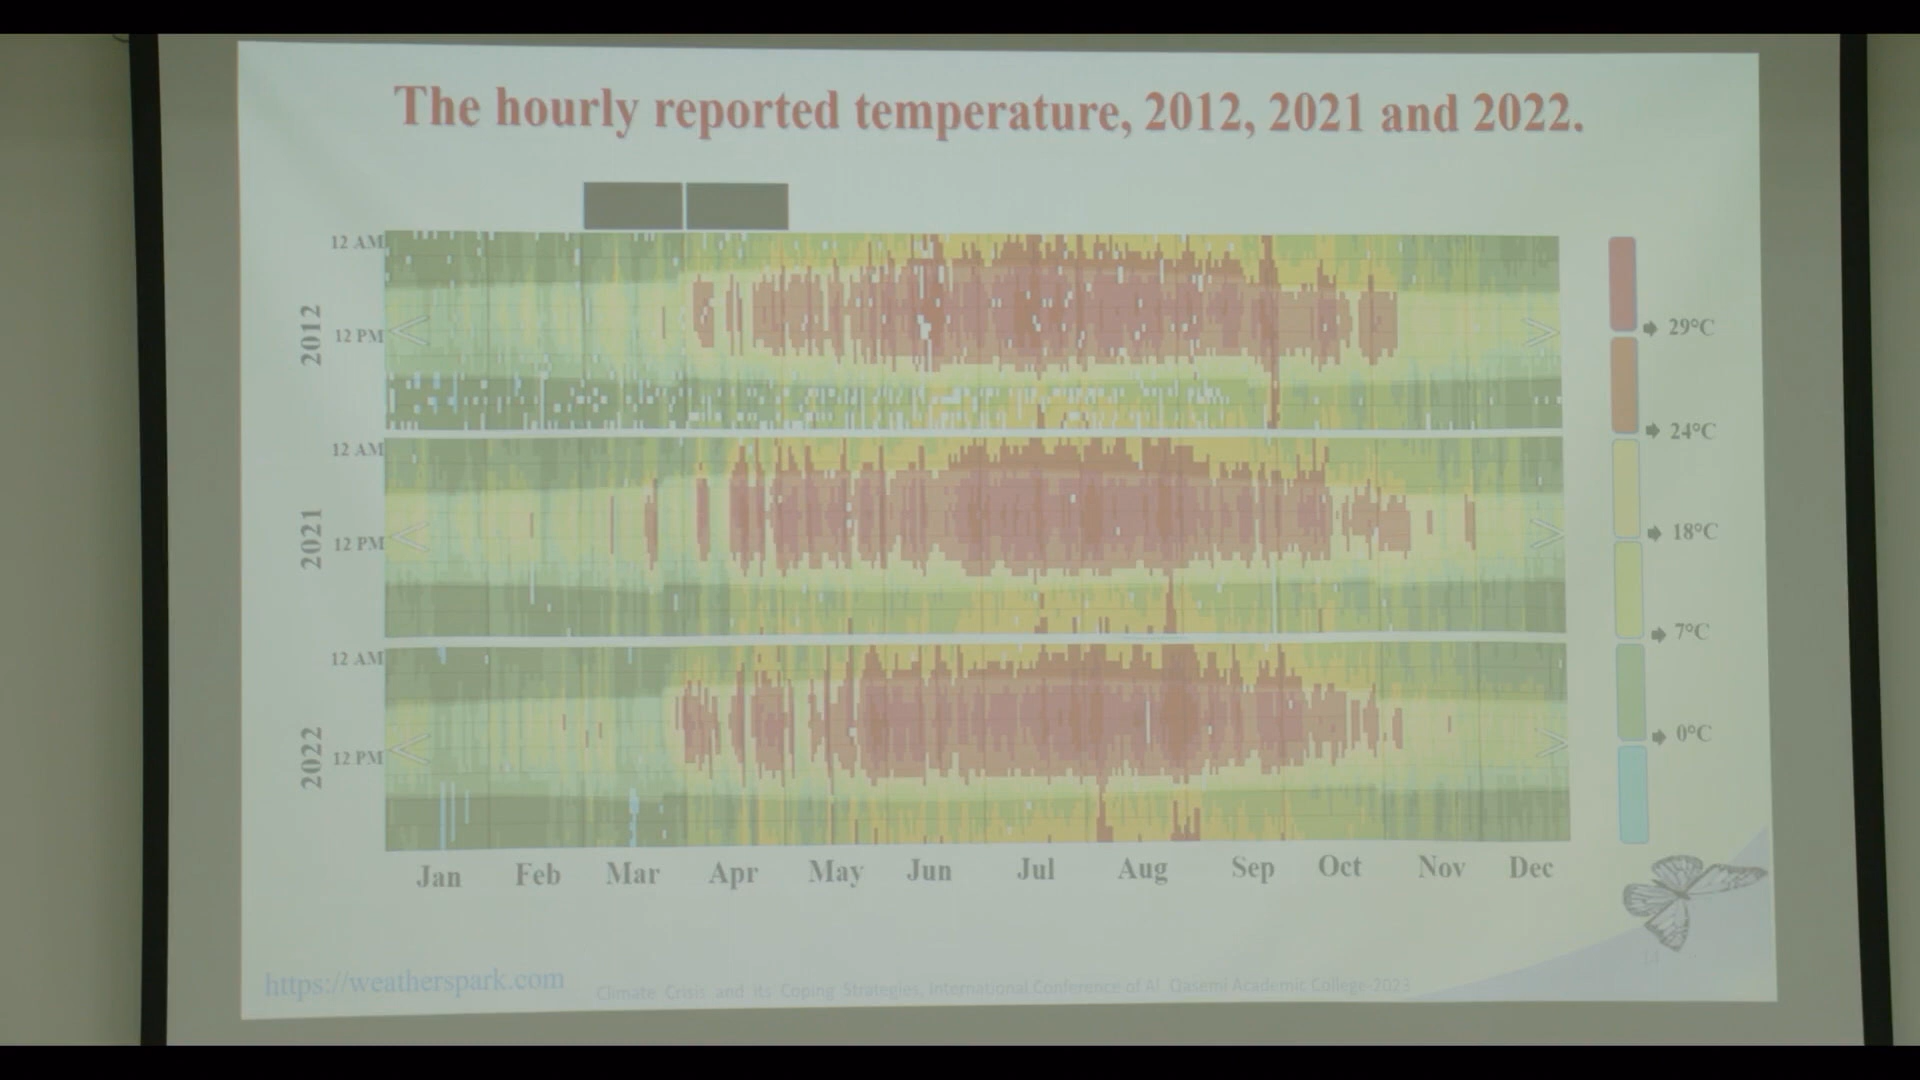 The hourly reported temperature, 2012, 2021 and 2022.
12 AM
2012
12 PM
12 AM
2021
12 PM
12 AM
2022
12 PM
29°C
24°C
18°C
7°C
0°C
Jan Feb Mar Apr May Jun Jul Aug Sep Oct Nov Dec
https://weatherspark.com
Climate Crisis and its Coping Strategies, International Conference of Al Qasemi Academic College-2023
14